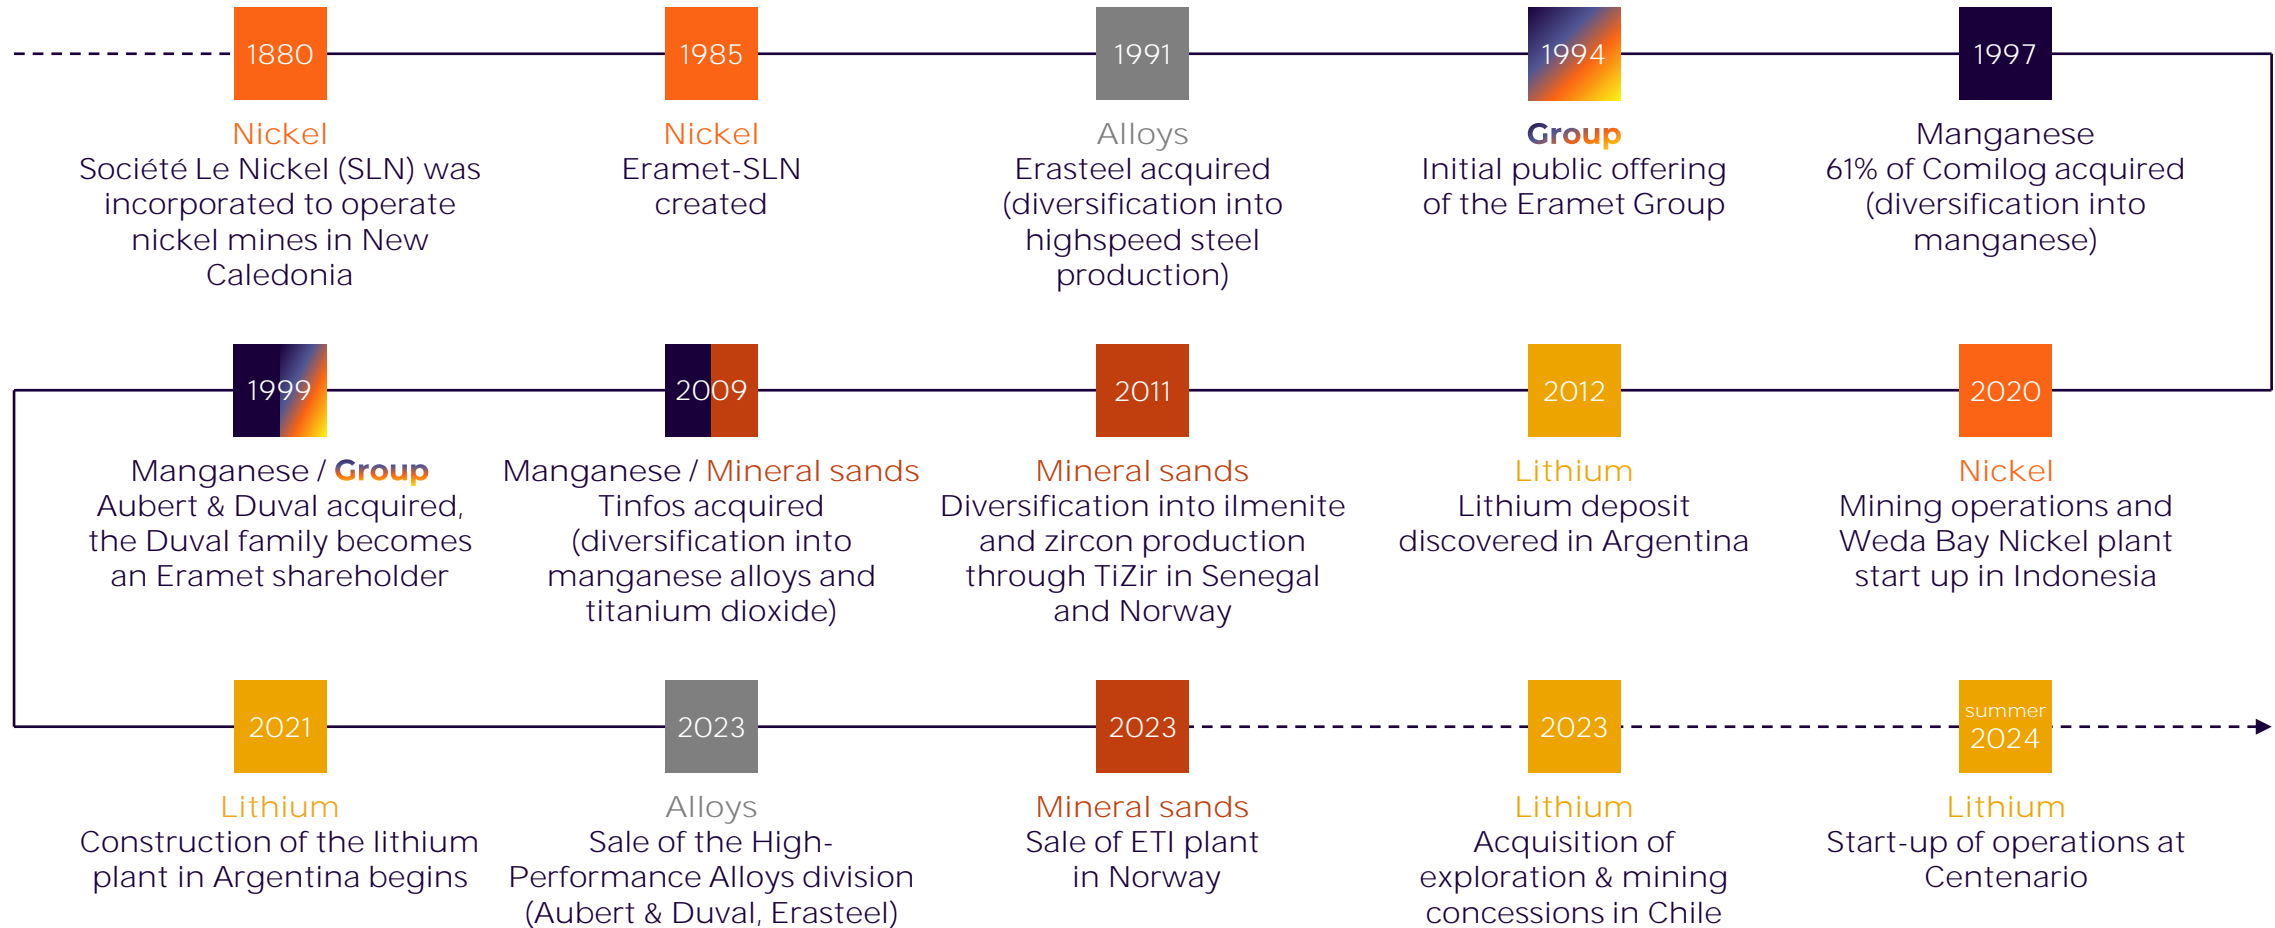 1880
Nickel
Société Le Nickel (SLN) was
incorporated to operate
nickel mines in New
Caledonia
1985
Nickel
Eramet-SLN
created
1991
Alloys
Erasteel acquired
(diversification into
highspeed steel
production)
1994
Group
Initial public offering
of the Eramet Group
1997
Manganese
61% of Comilog acquired
(diversification into
manganese)
1999
Manganese / Group
Aubert & Duval acquired,
the Duval family becomes
an Eramet shareholder
2009
Manganese / Mineral sands
Tinfos acquired
(diversification into
manganese alloys and
titanium dioxide)
2011
Mineral sands
Diversification into ilmenite
and zircon production
through TiZir in Senegal
and Norway
2012
Lithium
Lithium deposit
discovered in Argentina
2020
Nickel
Mining operations and
Weda Bay Nickel plant
start up in Indonesia
2021
Lithium
Construction of the lithium
plant in Argentina begins
2023
Alloys
Sale of the High-
Performance Alloys division
(Aubert & Duval, Erasteel)
2023
Mineral sands
Sale of ETI plant
in Norway
2023
Lithium
Acquisition of
exploration & mining
concessions in Chile
summer
2024
Lithium
Start-up of operations at
Centenario